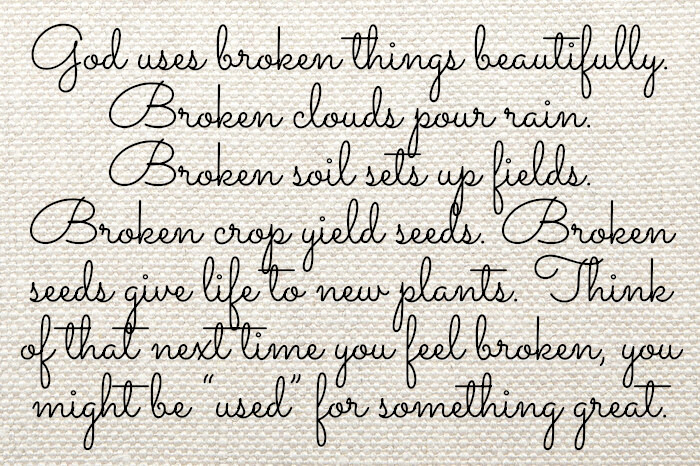 God uses broken things beautifully.
Broken clouds pour rain.
Broken soil sets up fields.
Broken crop yield seeds. Broken
seeds give life to new plants. Think
of that next time you feel broken, you
might be “used” for something great.